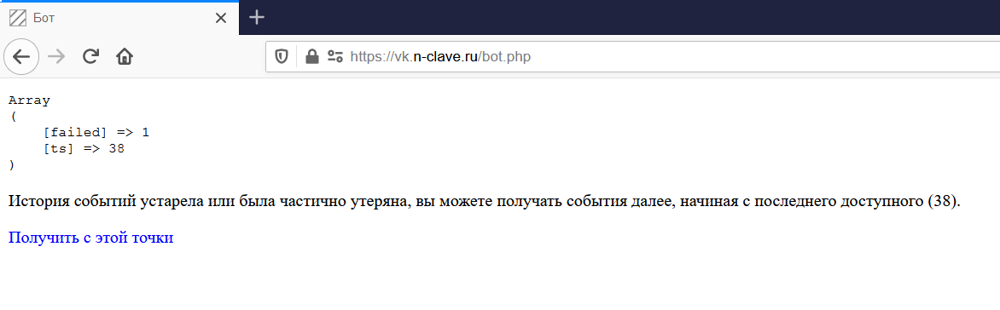 Бот
https://vk.n-clave.ru/bot.php
Array
(
[failed] => 1
[ts] => 38
)
История событий устарела или была частично утеряна, вы можете получать события далее, начиная с последнего доступного (38).
Получить с этой точки